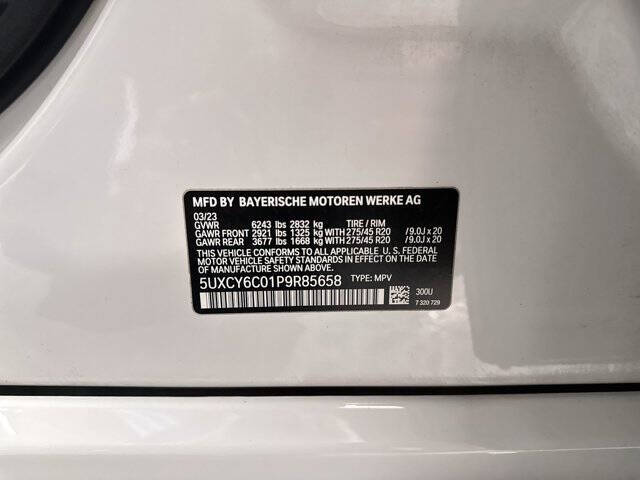 MFD BY BAYERISCHE MOTOREN WERKE AG
03/23
GVWR 6243 lbs 2832 kg TIRE / RIM
GAWR FRONT 2921 lbs 1325 kg WITH 275/45 R20 / 9.0J x 20
GAWR REAR 3677 lbs 1668 kg WITH 275/45 R20 / 9.0J x 20
THIS VEHICLE CONFORMS TO ALL APPLICABLE U. S. FEDERAL
MOTOR VEHICLE SAFETY STANDARDS IN EFFECT ON THE
DATE OF MANUFACTURE SHOWN ABOVE.
5UXCY6C01P9R85658 TYPE: MPV
300U
7 320 729